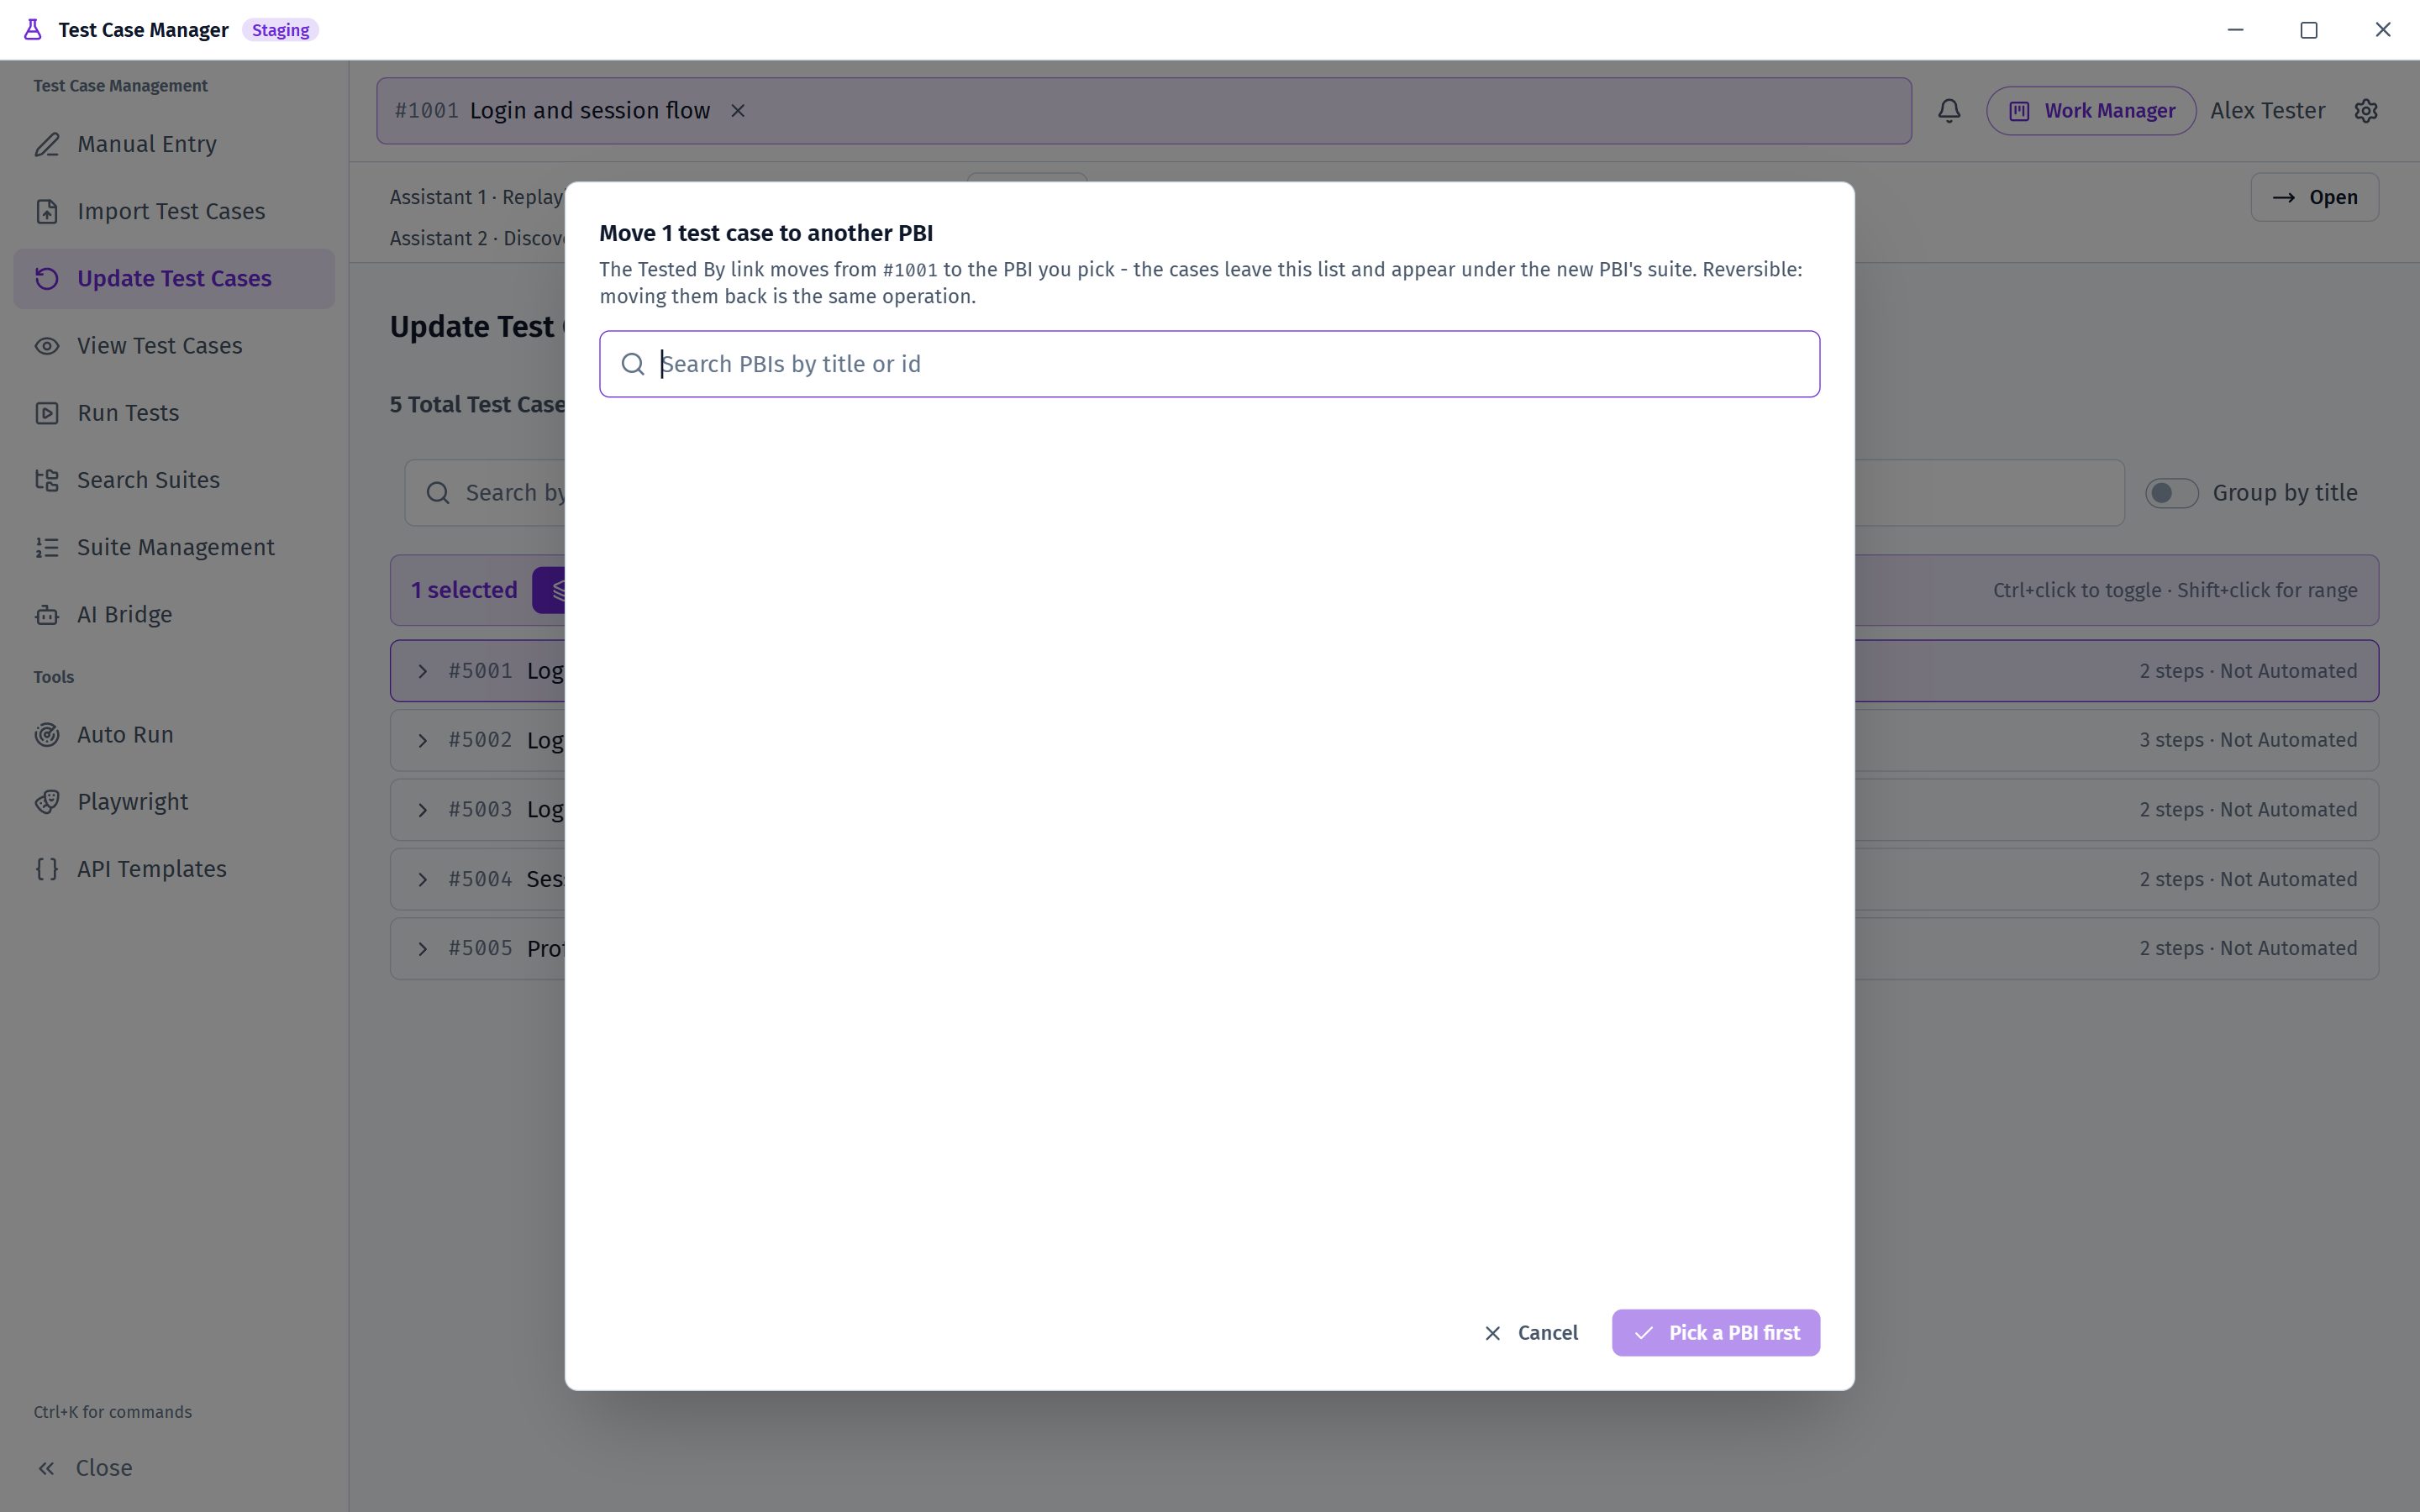 Test Case Manager Staging
Test Case Management
Manual Entry
Import Test Cases
Update Test Cases
View Test Cases
Run Tests
Search Suites
Suite Management
AI Bridge
Tools
Auto Run
Playwright
API Templates
Ctrl+K for commands
Close
#1001 Login and session flow
Work Manager
Alex Tester
Assistant 1 · Replay
Open
Assistant 2 · Discov
Update Test
5 Total Test Case
Search by
Group by title
1 selected
Ctrl+click to toggle · Shift+click for range
#5001 Log
2 steps · Not Automated
#5002 Log
3 steps · Not Automated
#5003 Log
2 steps · Not Automated
#5004 Ses
2 steps · Not Automated
#5005 Prof
2 steps · Not Automated
Move 1 test case to another PBI
The Tested By link moves from #1001 to the PBI you pick - the cases leave this list and appear under the new PBI's suite. Reversible:
moving them back is the same operation.
Search PBIs by title or id
Cancel
Pick a PBI first